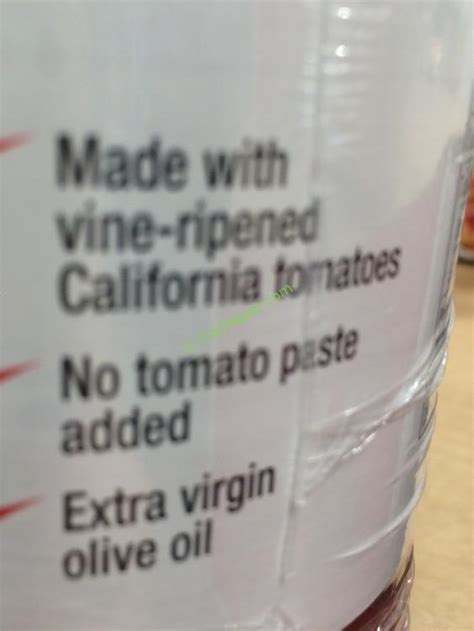 Made with
vine-ripened
California tomatoes
No tomato paste
added
Extra virgin
olive oil